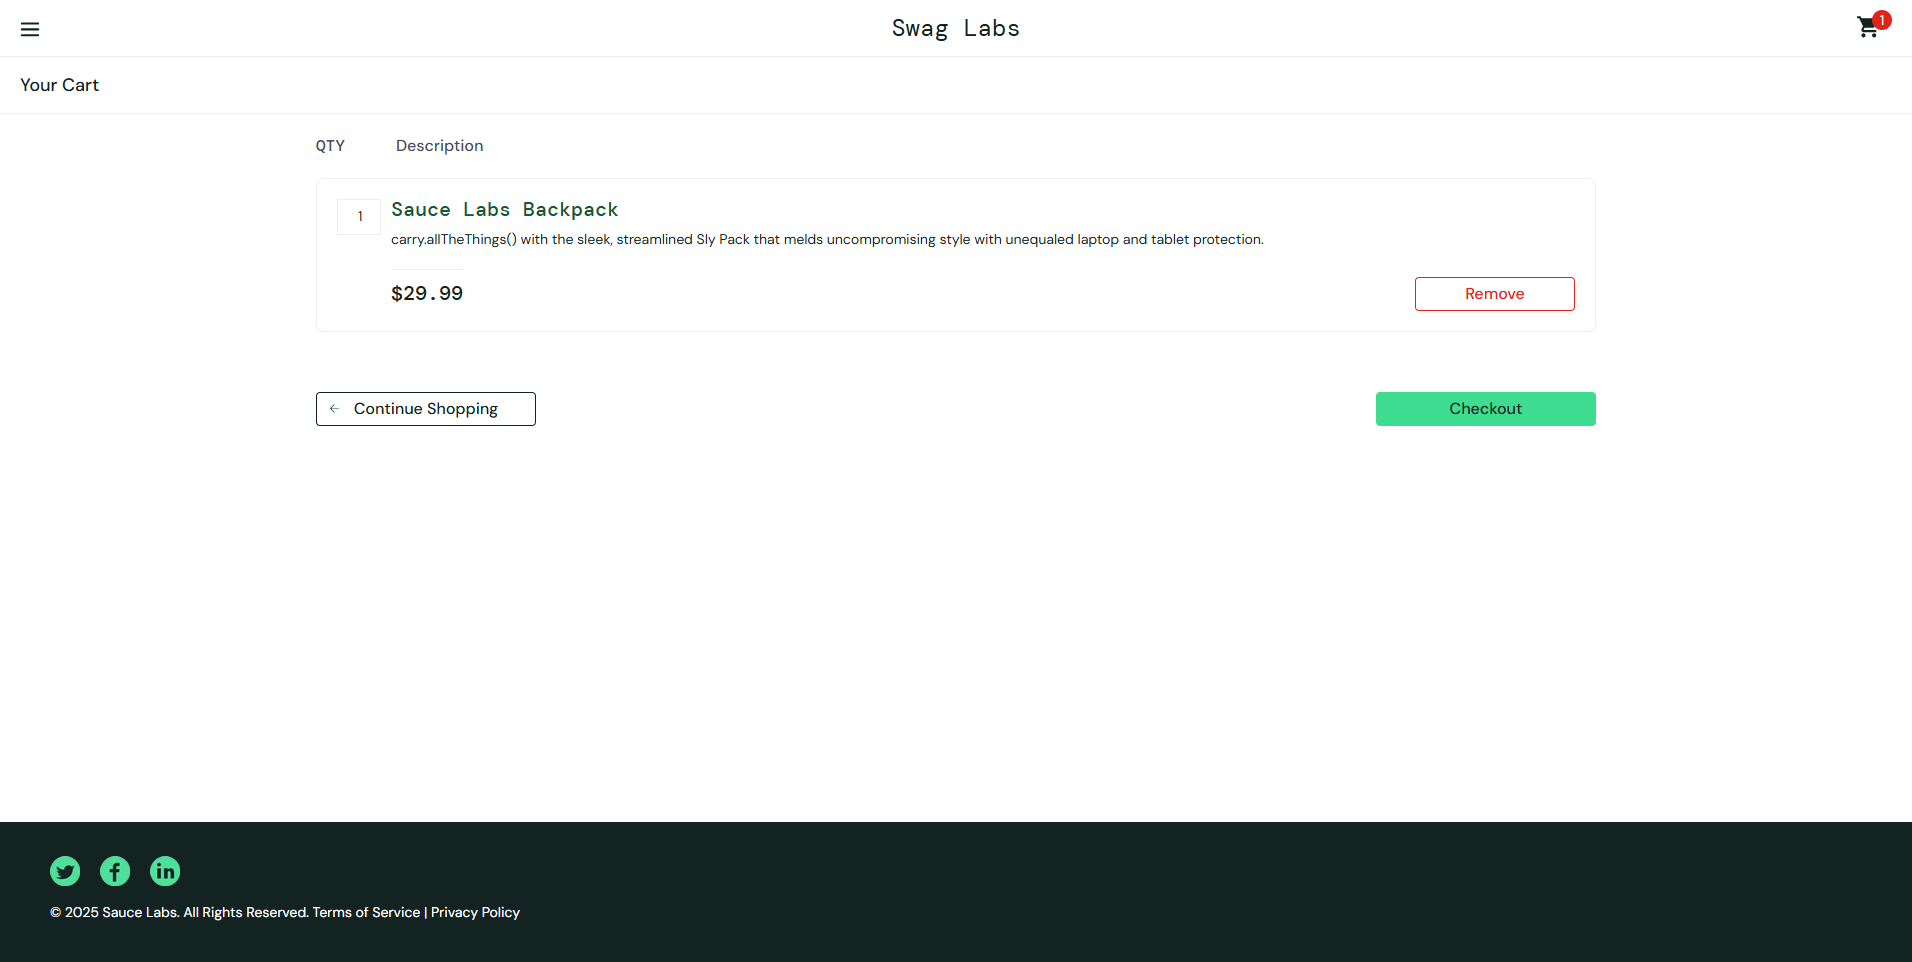 Swag Labs
1
Your Cart
QTY Description
1
Sauce Labs Backpack
carry.allTheThings() with the sleek, streamlined Sly Pack that melds uncompromising style with unequaled laptop and tablet protection.
$29.99
Remove
Continue Shopping
Checkout
© 2025 Sauce Labs. All Rights Reserved. Terms of Service | Privacy Policy